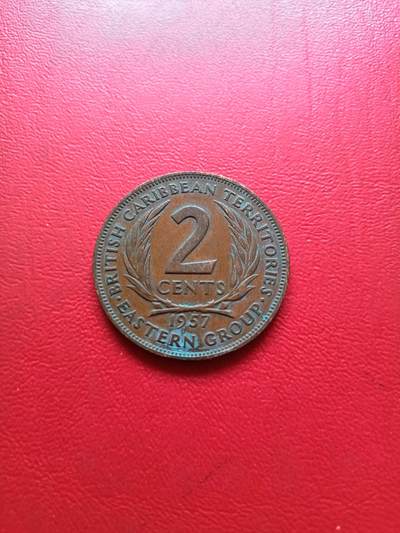 BRITISH CARIBBEAN TERRITORIES
2
CENTS
1957
· EASTERN GROUP ·